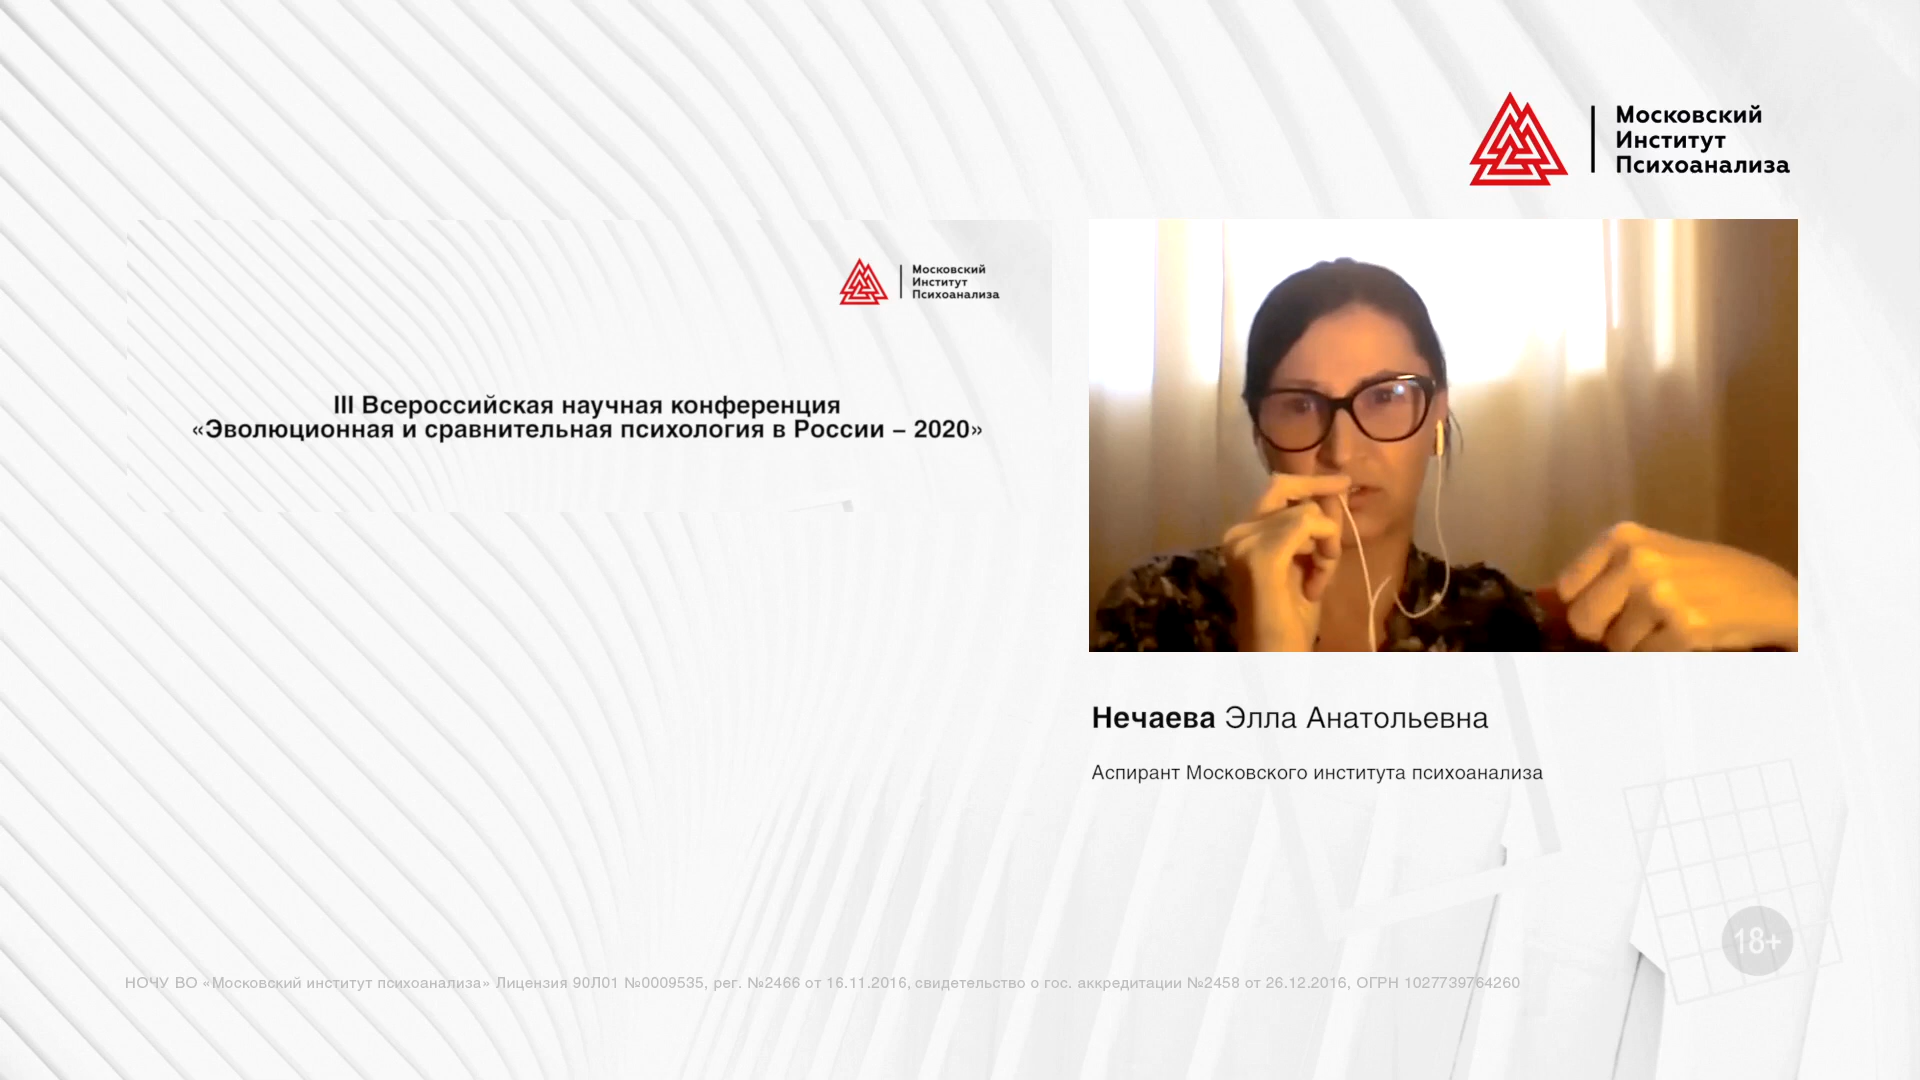 Московский
Институт
Психоанализа
Московский
Институт
Психоанализа
III Всероссийская научная конференция
«Эволюционная и сравнительная психология в России – 2020»
Нечаева Элла Анатольевна
Аспирант Московского института психоанализа
18+
НОЧУ ВО «Московский институт психоанализа» Лицензия 90Л01 №0009535, рег. №2466 от 16.11.2016, свидетельство о гос. аккредитации №2458 от 26.12.2016, ОГРН 1027739764260